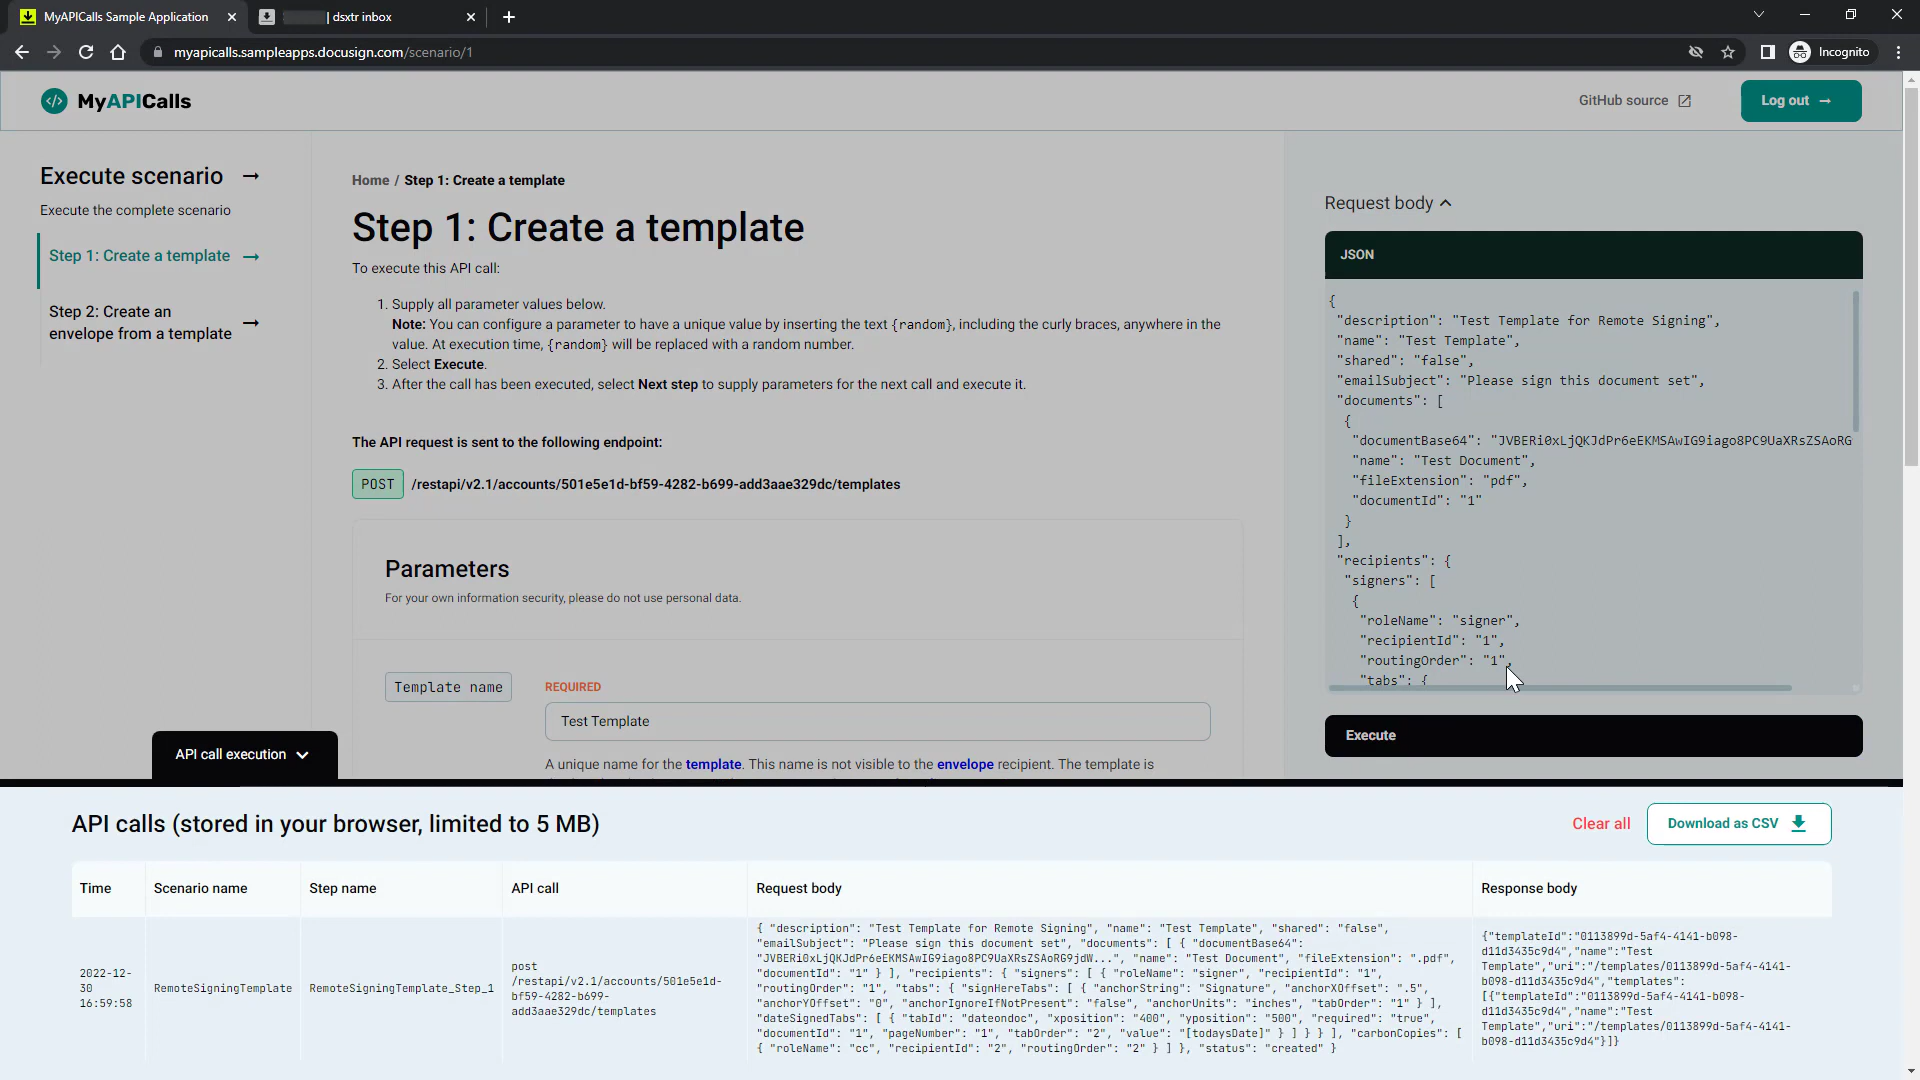 MyAPICalls Sample Application
| dsxtr inbox
myapicalls.sampleapps.docusign.com/scenario/1
Incognito
MyAPICalls
GitHub source
Log out
Execute scenario
Execute the complete scenario
Step 1: Create a template
Step 2: Create an
envelope from a template
Home / Step 1: Create a template
Step 1: Create a template
To execute this API call:
1. Supply all parameter values below.
Note: You can configure a parameter to have a unique value by inserting the text {random}, including the curly braces, anywhere in the
value. At execution time, {random} will be replaced with a random number.
2. Select Execute.
3. After the call has been executed, select Next step to supply parameters for the next call and execute it.
The API request is sent to the following endpoint:
POST /restapi/v2.1/accounts/501e5e1d-bf59-4282-b699-add3aae329dc/templates
Parameters
For your own information security, please do not use personal data.
Template name
REQUIRED
Test Template
A unique name for the template. This name is not visible to the envelope recipient. The template is
Request body
JSON
{
"description": "Test Template for Remote Signing",
"name": "Test Template",
"shared": "false",
"emailSubject": "Please sign this document set",
"documents": [
{
"documentBase64": "JVBERi0xLjQKJdPr6eEKMSAwIG9iago8PC9UaXRsZSAoRG
"name": "Test Document",
"fileExtension": "pdf",
"documentId": "1"
}
],
"recipients": {
"signers": [
{
"roleName": "signer",
"recipientId": "1",
"routingOrder": "1",
"tabs": {
Execute
API call execution
API calls (stored in your browser, limited to 5 MB)
Clear all
Download as CSV
Time
Scenario name
Step name
API call
Request body
Response body
2022-12-
30
16:59:58
RemoteSigningTemplate
RemoteSigningTemplate_Step_1
post
/restapi/v2.1/accounts/501e5e1d-
bf59-4282-b699-
add3aae329dc/templates
{ "description": "Test Template for Remote Signing", "name": "Test Template", "shared": "false",
"emailSubject": "Please sign this document set", "documents": [ { "documentBase64":
"JVBERi0xLjQKJdPr6eEKMSAwIG9iago8PC9UaXRsZSAoRG9jdW...", "name": "Test Document", "fileExtension": ".pdf",
"documentId": "1" } ], "recipients": { "signers": [ { "roleName": "signer", "recipientId": "1",
"routingOrder": "1", "tabs": { "signHereTabs": [ { "anchorString": "Signature", "anchorXOffset": ".5",
"anchorYOffset": "0", "anchorIgnoreIfNotPresent": "false", "anchorUnits": "inches", "tabOrder": "1" } ],
"dateSignedTabs": [ { "tabId": "dateondoc", "xposition": "400", "yposition": "500", "required": "true",
"documentId": "1", "pageNumber": "1", "tabOrder": "2", "value": "[todaysDate]" } ] } } ], "carbonCopies": [
{ "roleName": "cc", "recipientId": "2", "routingOrder": "2" } ] }, "status": "created" }
{"templateId":"0113899d-5af4-4141-b098-
d11d3435c9d4","name":"Test
Template","uri":"/templates/0113899d-5af4-4141-
b098-d11d3435c9d4","templates":
[{"templateId":"0113899d-5af4-4141-b098-
d11d3435c9d4","name":"Test
Template","uri":"/templates/0113899d-5af4-4141-
b098-d11d3435c9d4"}]}